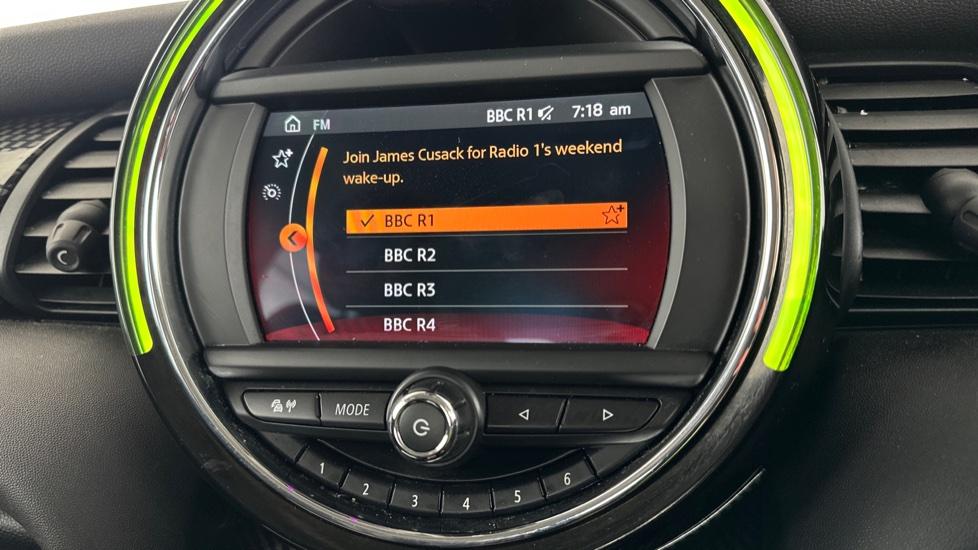 FM BBC R1 7:18 am
Join James Cusack for Radio 1's weekend
wake-up.
BBC R1
BBC R2
BBC R3
BBC R4
MODE
1 2 3 4 5 6